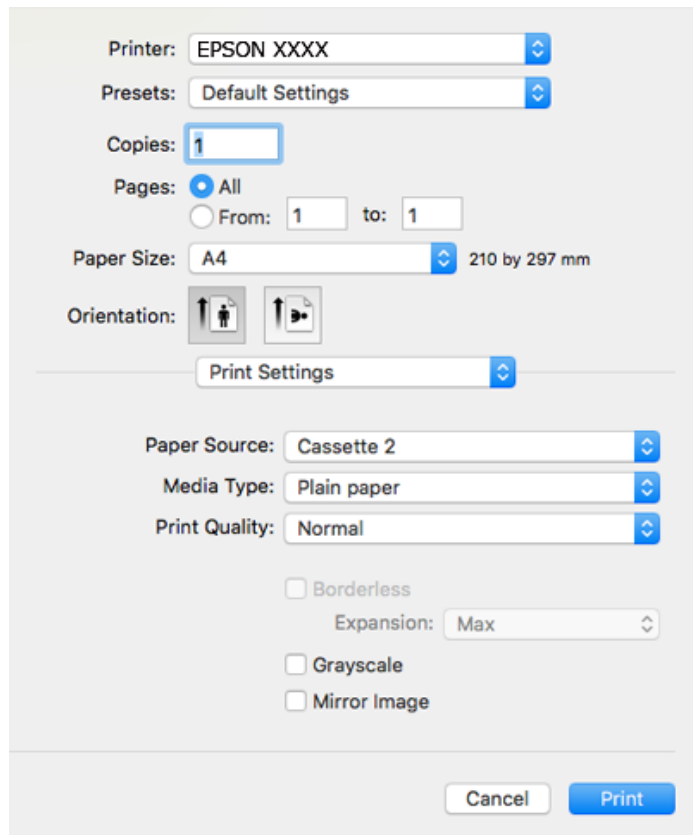 Printer: EPSON XXXX
Presets: Default Settings
Copies: 1
Pages: All
From: 1 to: 1
Paper Size: A4 210 by 297 mm
Orientation:
Print Settings
Paper Source: Cassette 2
Media Type: Plain paper
Print Quality: Normal
Borderless
Expansion: Max
Grayscale
Mirror Image
Cancel Print